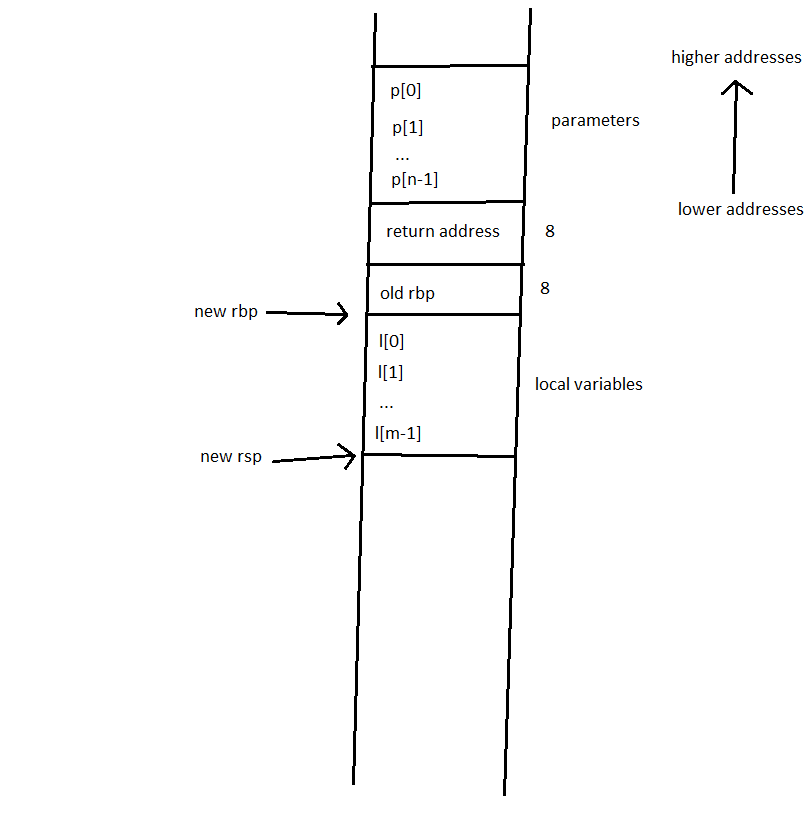 higher addresses
p[0]
p[1]
parameters
...
p[n-1]
lower addresses
return address
8
old rbp
8
new rbp
l[0]
l[1]
local variables
...
l[m-1]
new rsp